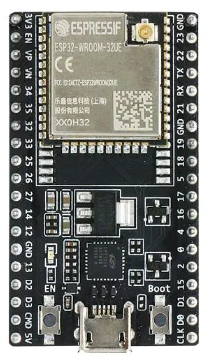 ESPRESSIF
ESP32-WROOM-32UE
CE
乐鑫信息科技(上海)
股份有限公司
XX0H32
3V3
EN
VP
VN
34
35
32
33
25
26
27
14
12
GND
13
D2
D3
CMD
5V
GND
23
22
TX
RX
21
GND
19
18
5
17
16
4
0
2
15
D1
D0
CLK
EN
Boot